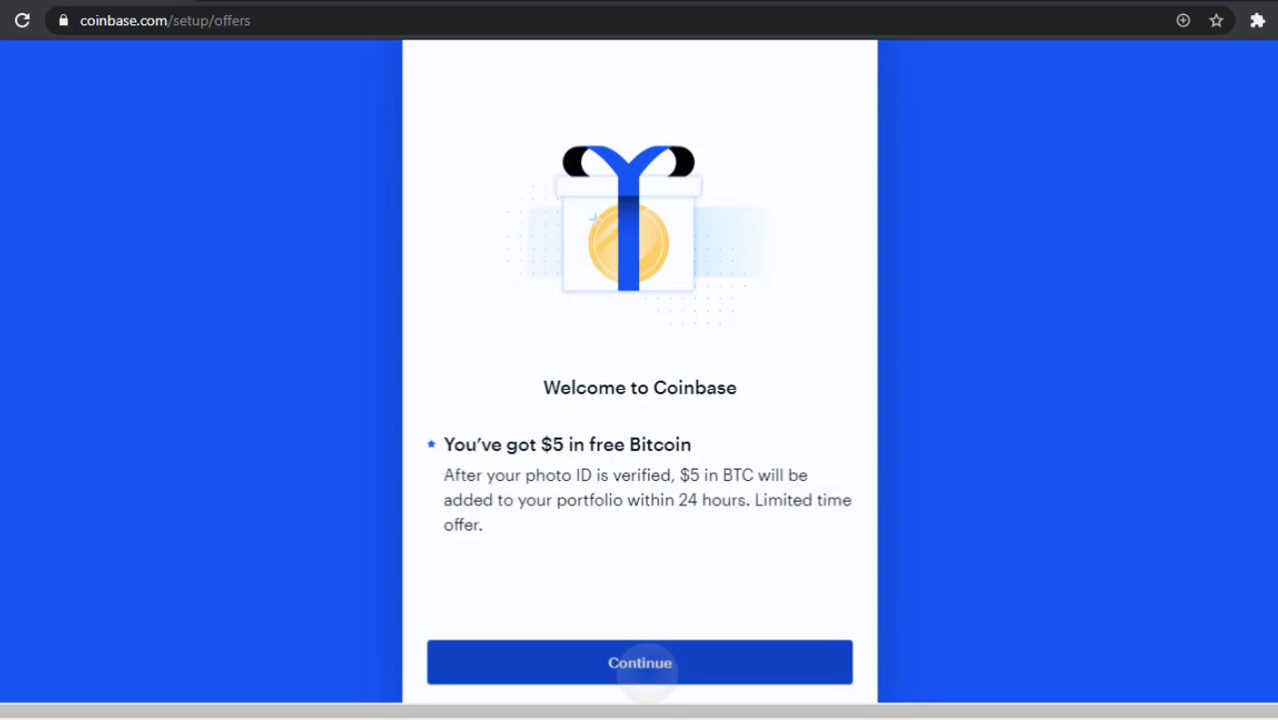 coinbase.com/setup/offers
Welcome to Coinbase
You've got $5 in free Bitcoin
After your photo ID is verified, $5 in BTC will be
added to your portfolio within 24 hours. Limited time
offer.
Continue